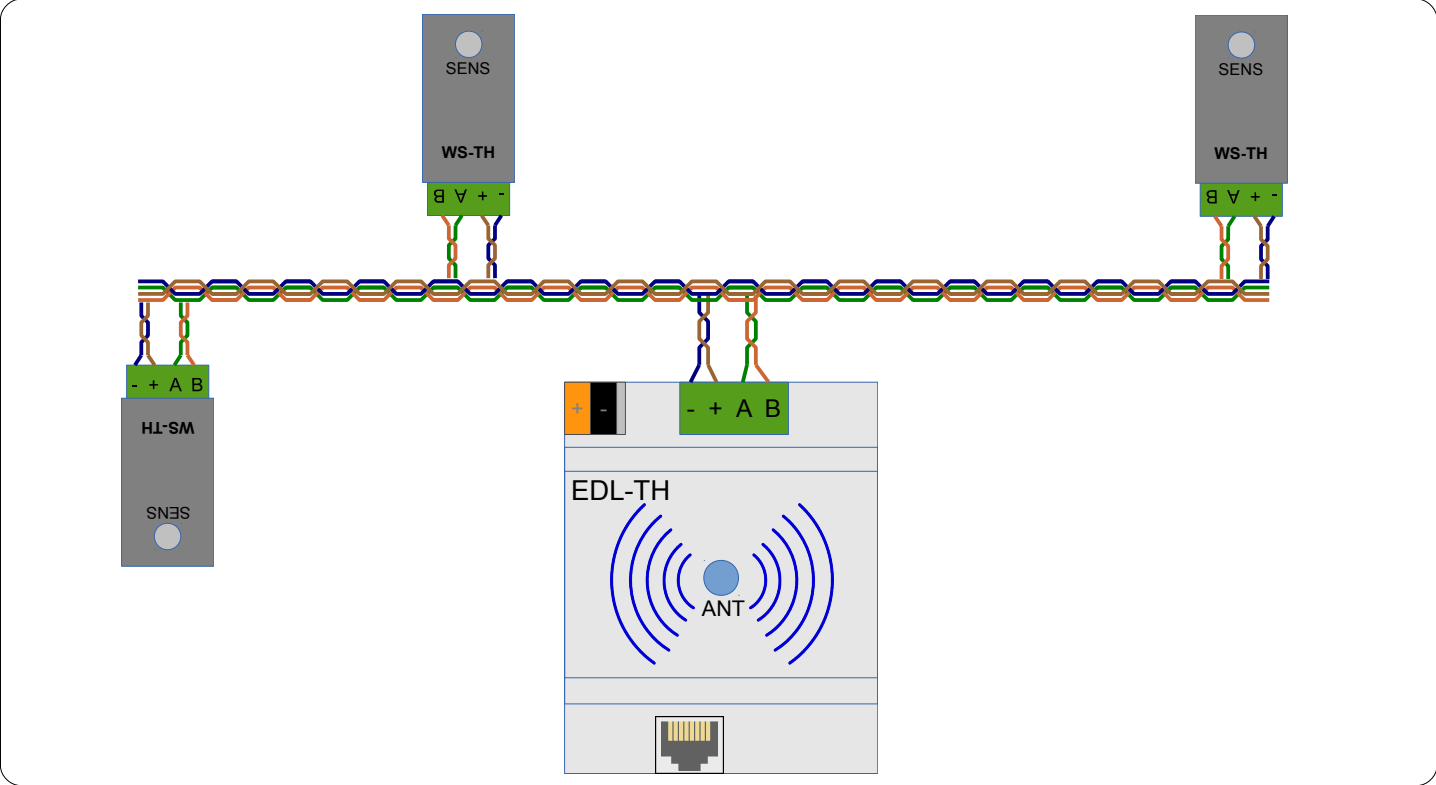 SENS
WS-TH
B A + -
SENS
WS-TH
B A + -
- + A B
WS-TH
SENS
+ -
- + A B
EDL-TH
ANT